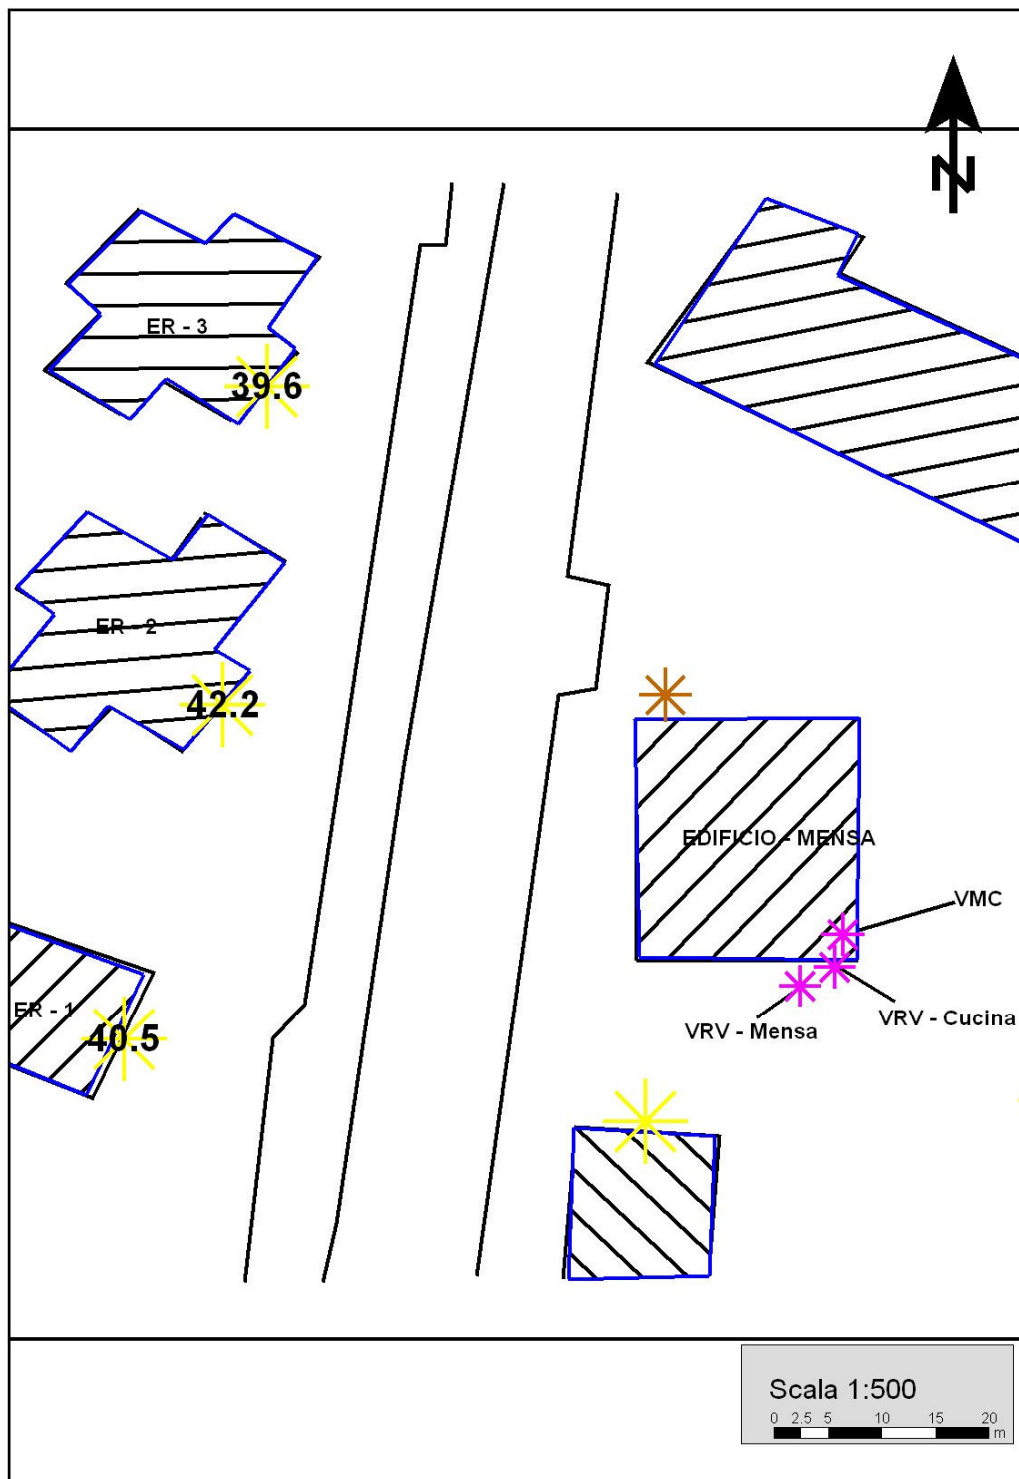 N
ER - 3
39.6
ER - 2
42.2
EDIFICIO - MENSA
VMC
ER - 1
40.5
VRV - Mensa
VRV - Cucina
Scala 1:500
0 2.5 5 10 15 20
m